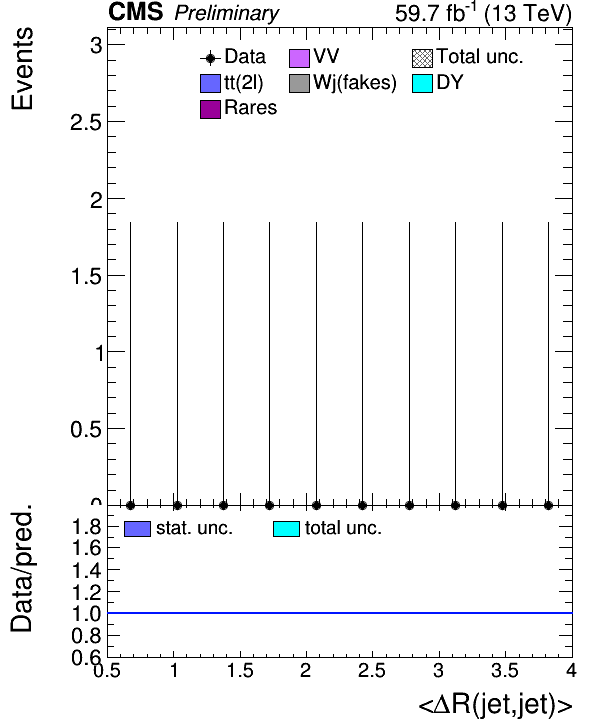 CMS Preliminary 59.7 fb-1 (13 TeV)
Events
3
2.5
2
1.5
1
0.5
0
Data VV Total unc.
tt(2l) Wj(fakes) DY
Rares
Data/pred.
1.8
1.6
1.4
1.2
1.0
0.8
0.6
stat. unc. total unc.
0.5 1 1.5 2 2.5 3 3.5 4
<ΔR(jet,jet)>